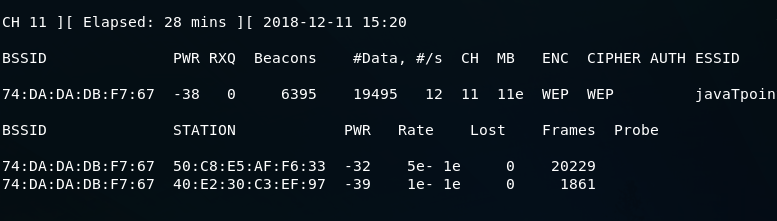 CH 11 ][ Elapsed: 28 mins ][ 2018-12-11 15:20
BSSID PWR RXQ Beacons #Data, #/s CH MB ENC CIPHER AUTH ESSID
74:DA:DA:DB:F7:67 -38 0 6395 19495 12 11 11e WEP WEP javaTpoin
BSSID STATION PWR Rate Lost Frames Probe
74:DA:DA:DB:F7:67 50:C8:E5:AF:F6:33 -32 5e- 1e 0 20229
74:DA:DA:DB:F7:67 40:E2:30:C3:EF:97 -39 1e- 1e 0 1861